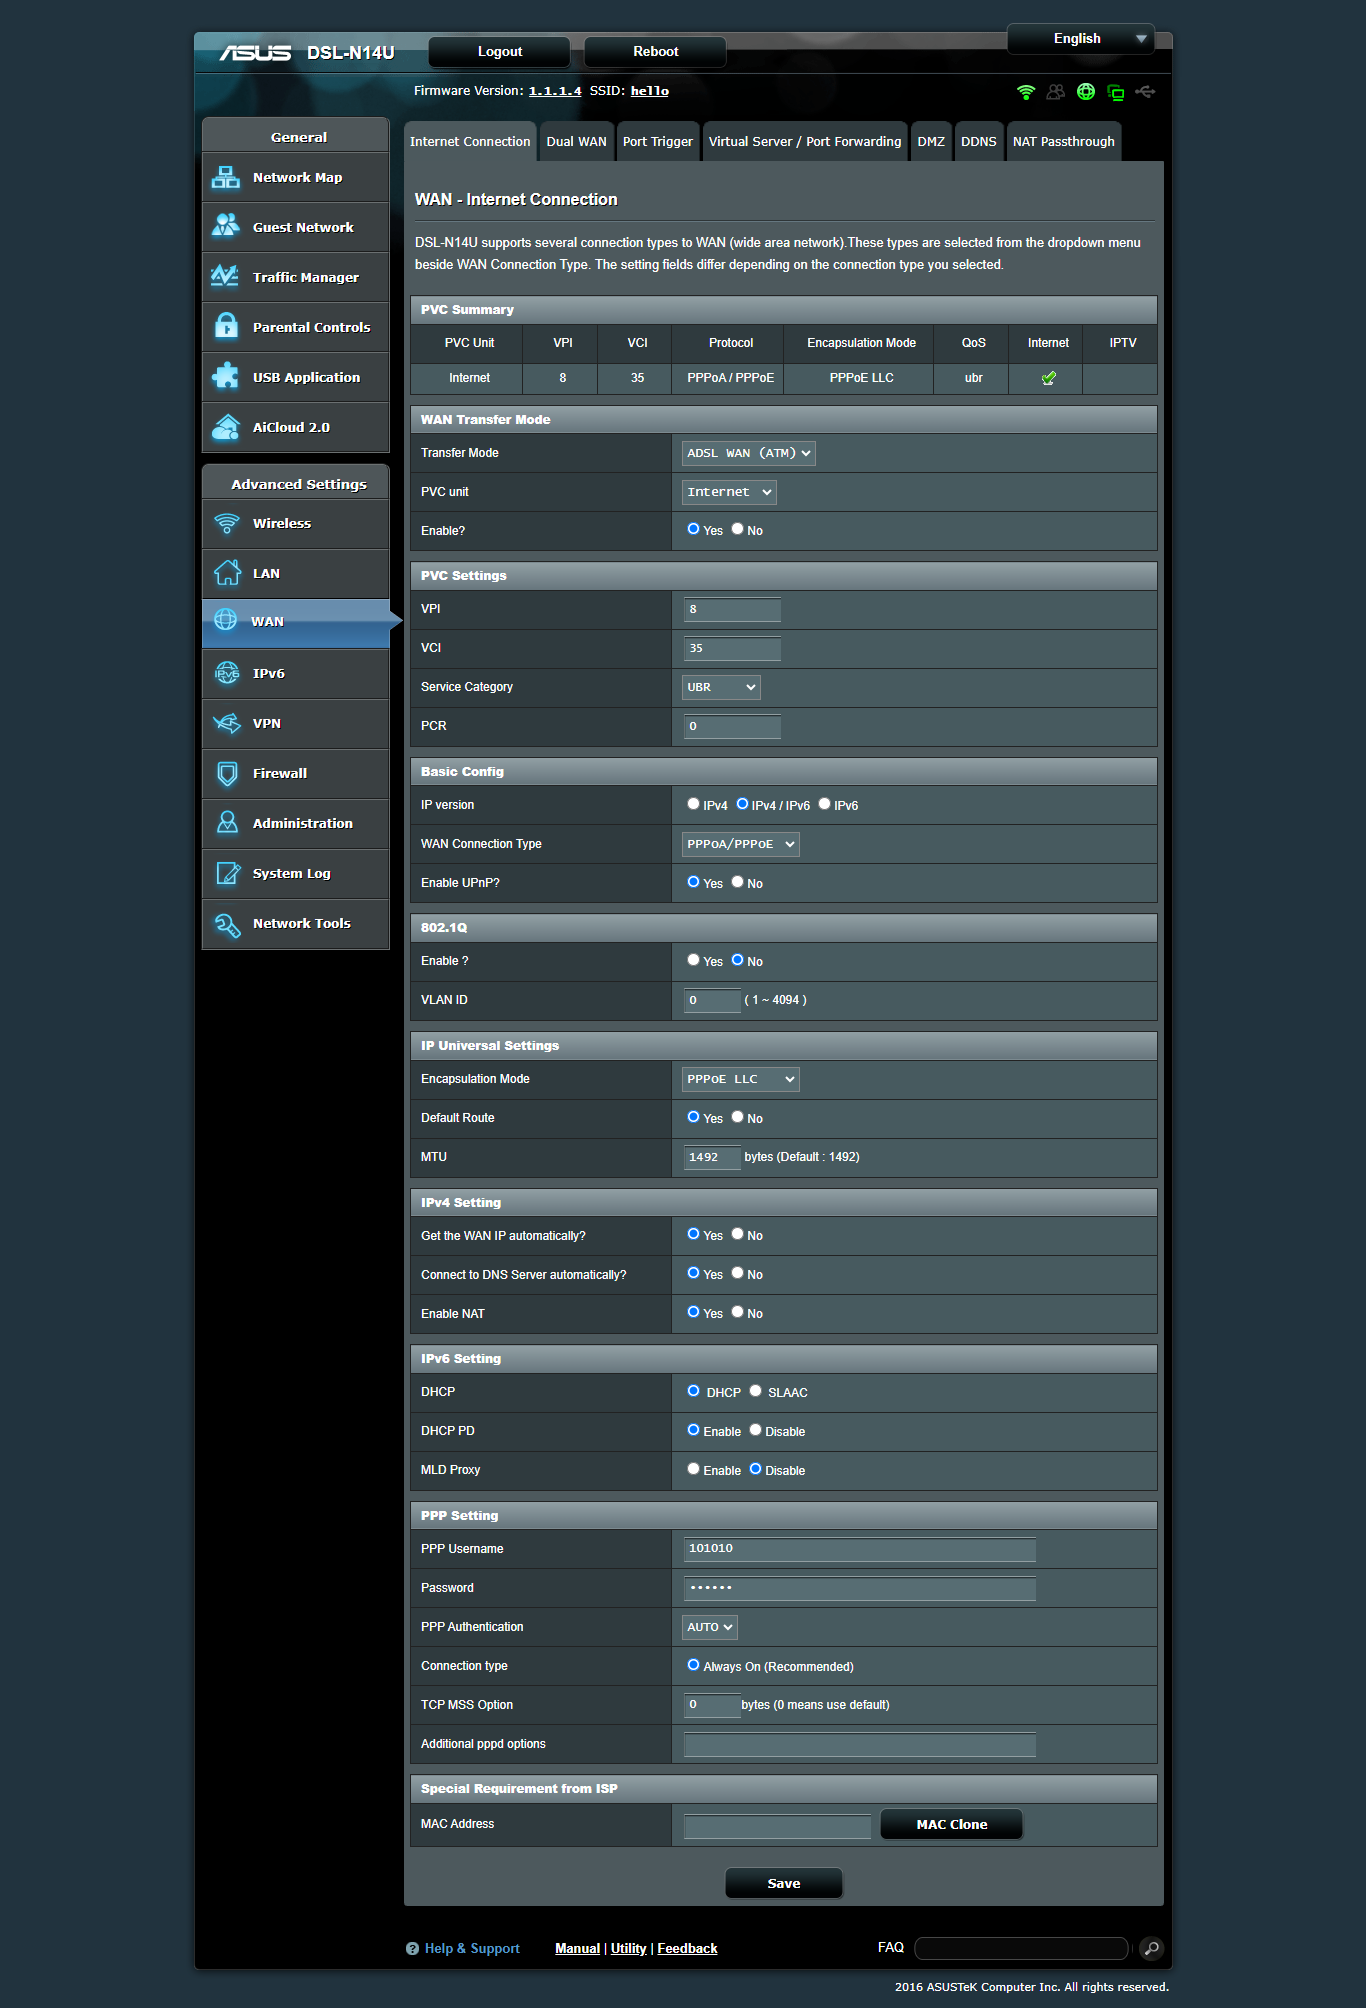 ASUS DSL-N14U Logout Reboot English
Firmware Version: 1.1.1.4 SSID: hello
General
Network Map
Guest Network
Traffic Manager
Parental Controls
USB Application
AiCloud 2.0
Advanced Settings
Wireless
LAN
WAN
IPv6
VPN
Firewall
Administration
System Log
Network Tools
Internet Connection Dual WAN Port Trigger Virtual Server / Port Forwarding DMZ DDNS NAT Passthrough
WAN - Internet Connection
DSL-N14U supports several connection types to WAN (wide area network).These types are selected from the dropdown menu
beside WAN Connection Type. The setting fields differ depending on the connection type you selected.
PVC Summary
PVC Unit VPI VCI Protocol Encapsulation Mode QoS Internet IPTV
Internet 8 35 PPPoA / PPPoE PPPoE LLC ubr
WAN Transfer Mode
Transfer Mode ADSL WAN (ATM)
PVC unit Internet
Enable? Yes No
PVC Settings
VPI 8
VCI 35
Service Category UBR
PCR 0
Basic Config
IP version IPv4 IPv4 / IPv6 IPv6
WAN Connection Type PPPoA/PPPoE
Enable UPnP? Yes No
802.1Q
Enable ? Yes No
VLAN ID 0 ( 1 ~ 4094 )
IP Universal Settings
Encapsulation Mode PPPoE LLC
Default Route Yes No
MTU 1492 bytes (Default : 1492)
IPv4 Setting
Get the WAN IP automatically? Yes No
Connect to DNS Server automatically? Yes No
Enable NAT Yes No
IPv6 Setting
DHCP DHCP SLAAC
DHCP PD Enable Disable
MLD Proxy Enable Disable
PPP Setting
PPP Username 101010
Password ••••••
PPP Authentication AUTO
Connection type Always On (Recommended)
TCP MSS Option 0 bytes (0 means use default)
Additional pppd options
Special Requirement from ISP
MAC Address MAC Clone
Save
? Help & Support Manual | Utility | Feedback FAQ
2016 ASUSTeK Computer Inc. All rights reserved.